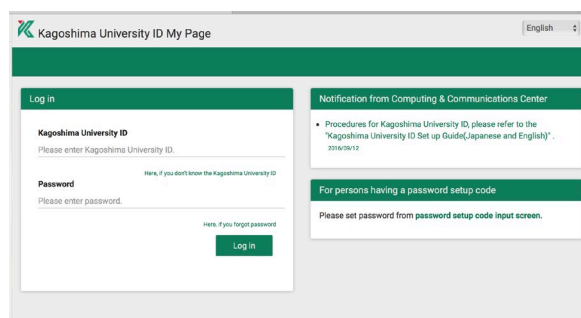 Kagoshima University ID My Page
English
Log in
Kagoshima University ID
Please enter Kagoshima University ID.
Here, if you don't know the Kagoshima University ID
Password
Please enter password.
Here, if you forgot password
Log in
Notification from Computing & Communications Center
Procedures for Kagoshima University ID, please refer to the
"Kagoshima University ID Set up Guide(Japanese and English)" .
2016/09/12
For persons having a password setup code
Please set password from password setup code input screen.